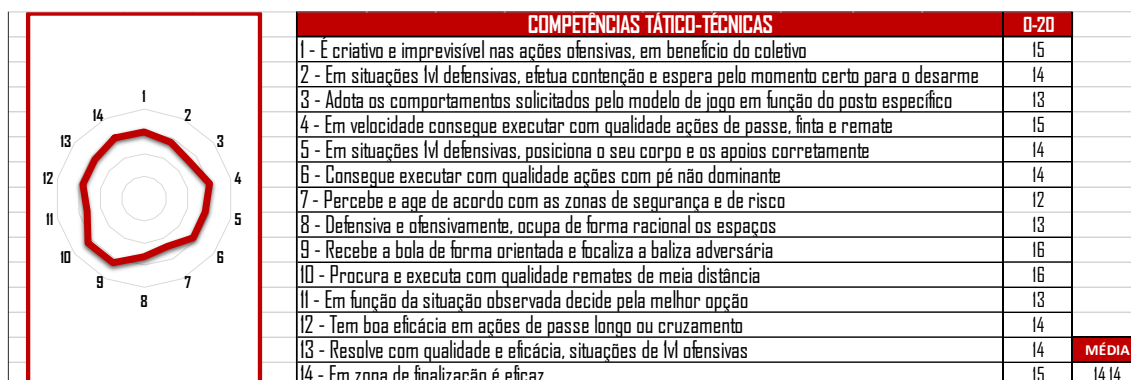 COMPETÊNCIAS TÁTICO-TÉCNICAS 0-20
1 - É criativo e imprevisível nas ações ofensivas, em benefício do coletivo 15
2 - Em situações 1v1 defensivas, efetua contenção e espera pelo momento certo para o desarme 14
3 - Adota os comportamentos solicitados pelo modelo de jogo em função do posto específico 13
4 - Em velocidade consegue executar com qualidade ações de passe, finta e remate 15
5 - Em situações 1v1 defensivas, posiciona o seu corpo e os apoios corretamente 14
6 - Consegue executar com qualidade ações com pé não dominante 14
7 - Percebe e age de acordo com as zonas de segurança e de risco 12
8 - Defensiva e ofensivamente, ocupa de forma racional os espaços 13
9 - Recebe a bola de forma orientada e focaliza a baliza adversária 16
10 - Procura e executa com qualidade remates de meia distância 16
11 - Em função da situação observada decide pela melhor opção 13
12 - Tem boa eficácia em ações de passe longo ou cruzamento 14
13 - Resolve com qualidade e eficácia, situações de 1v1 ofensivas 14 MÉDIA
14 - Em zona de finalização é eficaz 15 14,14
1
2
3
4
5
6
7
8
9
10
11
12
13
14